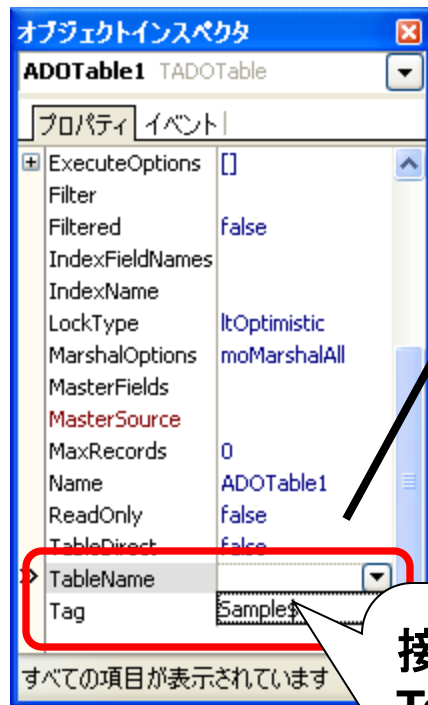 オブジェクトインスペクタ
ADOTable1 TADOTable
プロパティ イベント
ExecuteOptions []
Filter
Filtered false
IndexFieldNames
IndexName
LockType ltOptimistic
MarshalOptions moMarshalAll
MasterFields
MasterSource
MaxRecords 0
Name ADOTable1
ReadOnly false
TableDirect false
TableName
Tag Sample$
すべての項目が表示されています
接